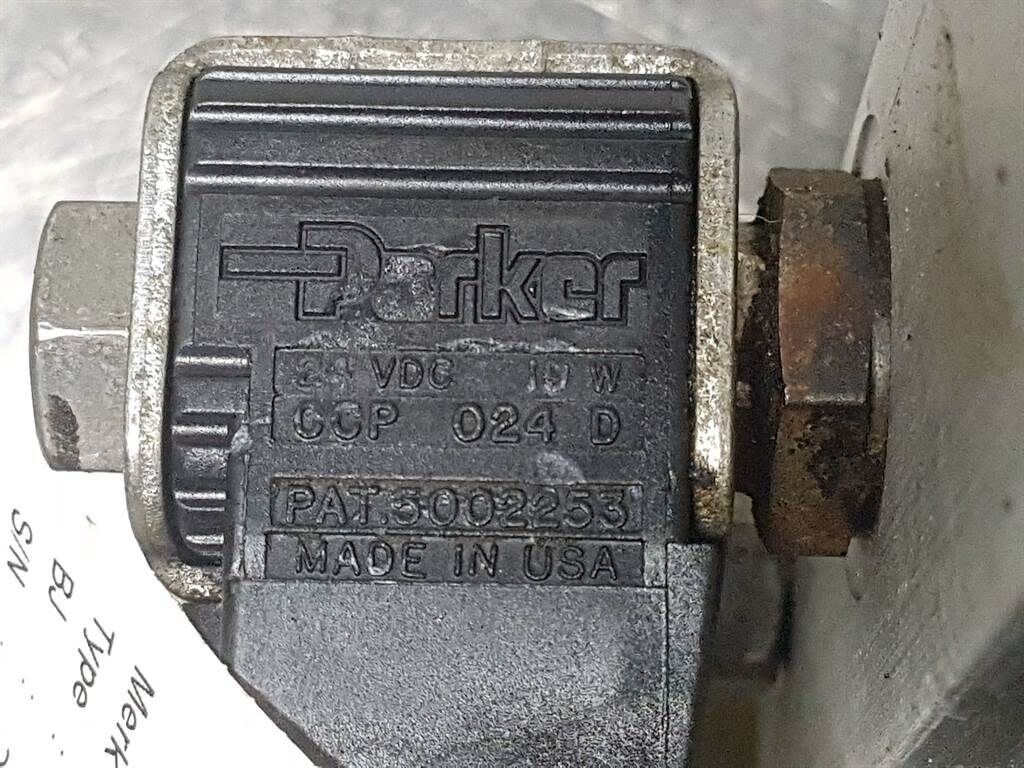 Parker
24 VDC 19 W
CCP 024 D
PAT.5002253
MADE IN USA
Merk
Type :
BJ :
S/N